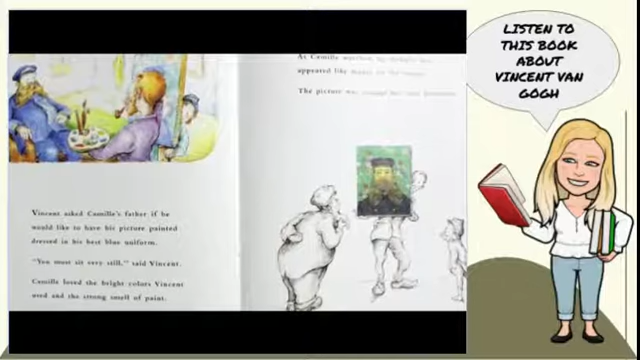 Vincent asked Camille's father if he
would like to have his picture painted
dressed in his best blue uniform.
"You must sit very still," said Vincent.
Camille loved the bright colors Vincent
used and the strong smell of paint.
As Camille watched,
appeared like magic
The picture was
LISTEN TO
THIS BOOK
ABOUT
VINCENT VAN
GOGH